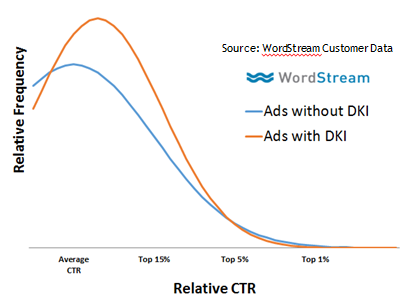 Source: WordStream Customer Data
WordStream
Ads without DKI
Ads with DKI
Relative Frequency
Average
CTR
Top 15%
Top 5%
Top 1%
Relative CTR